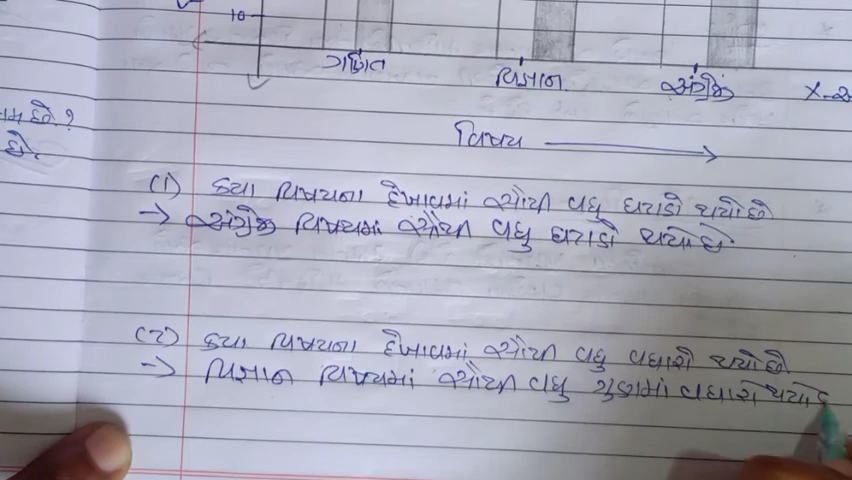 10
ગણિત વિજ્ઞાન અંગ્રેજી X-અ
મ છે ?
છે.
વિષય
(1) કયા વિષયના દેખાવમાં સૌથી વધુ ઘટાડો થયો છે
→ અંગ્રેજી વિષયમાં સૌથી વધુ ઘટાડો થયો છે
(૨) કયા વિષયના દેખાવમાં સૌથી વધુ વધારો થયો છે
→ વિજ્ઞાન વિષયમાં સૌથી વધુ ગુણમાં વધારો થયો છ